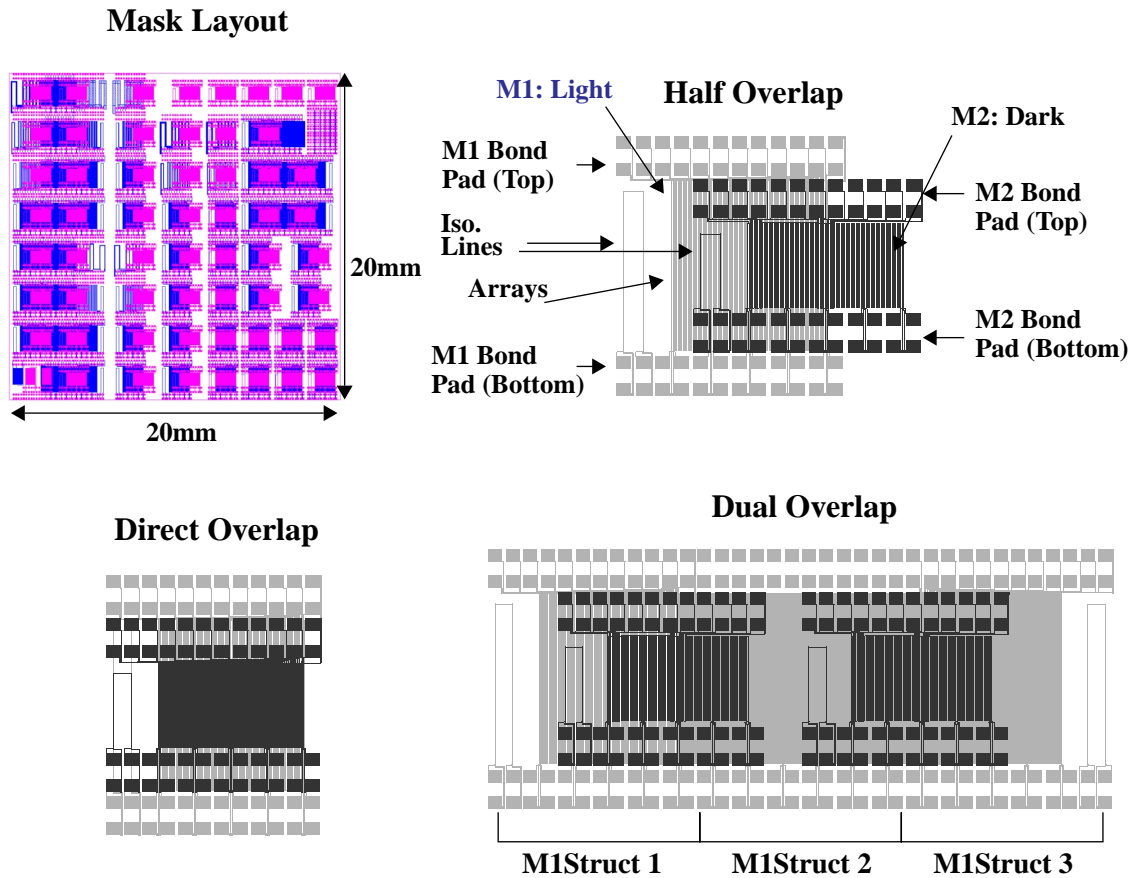 Mask Layout
20mm
20mm
Half Overlap
M1: Light
M2: Dark
M1 Bond
Pad (Top)
Iso.
Lines
Arrays
M1 Bond
Pad (Bottom)
M2 Bond
Pad (Top)
M2 Bond
Pad (Bottom)
Direct Overlap
Dual Overlap
M1Struct 1
M1Struct 2
M1Struct 3